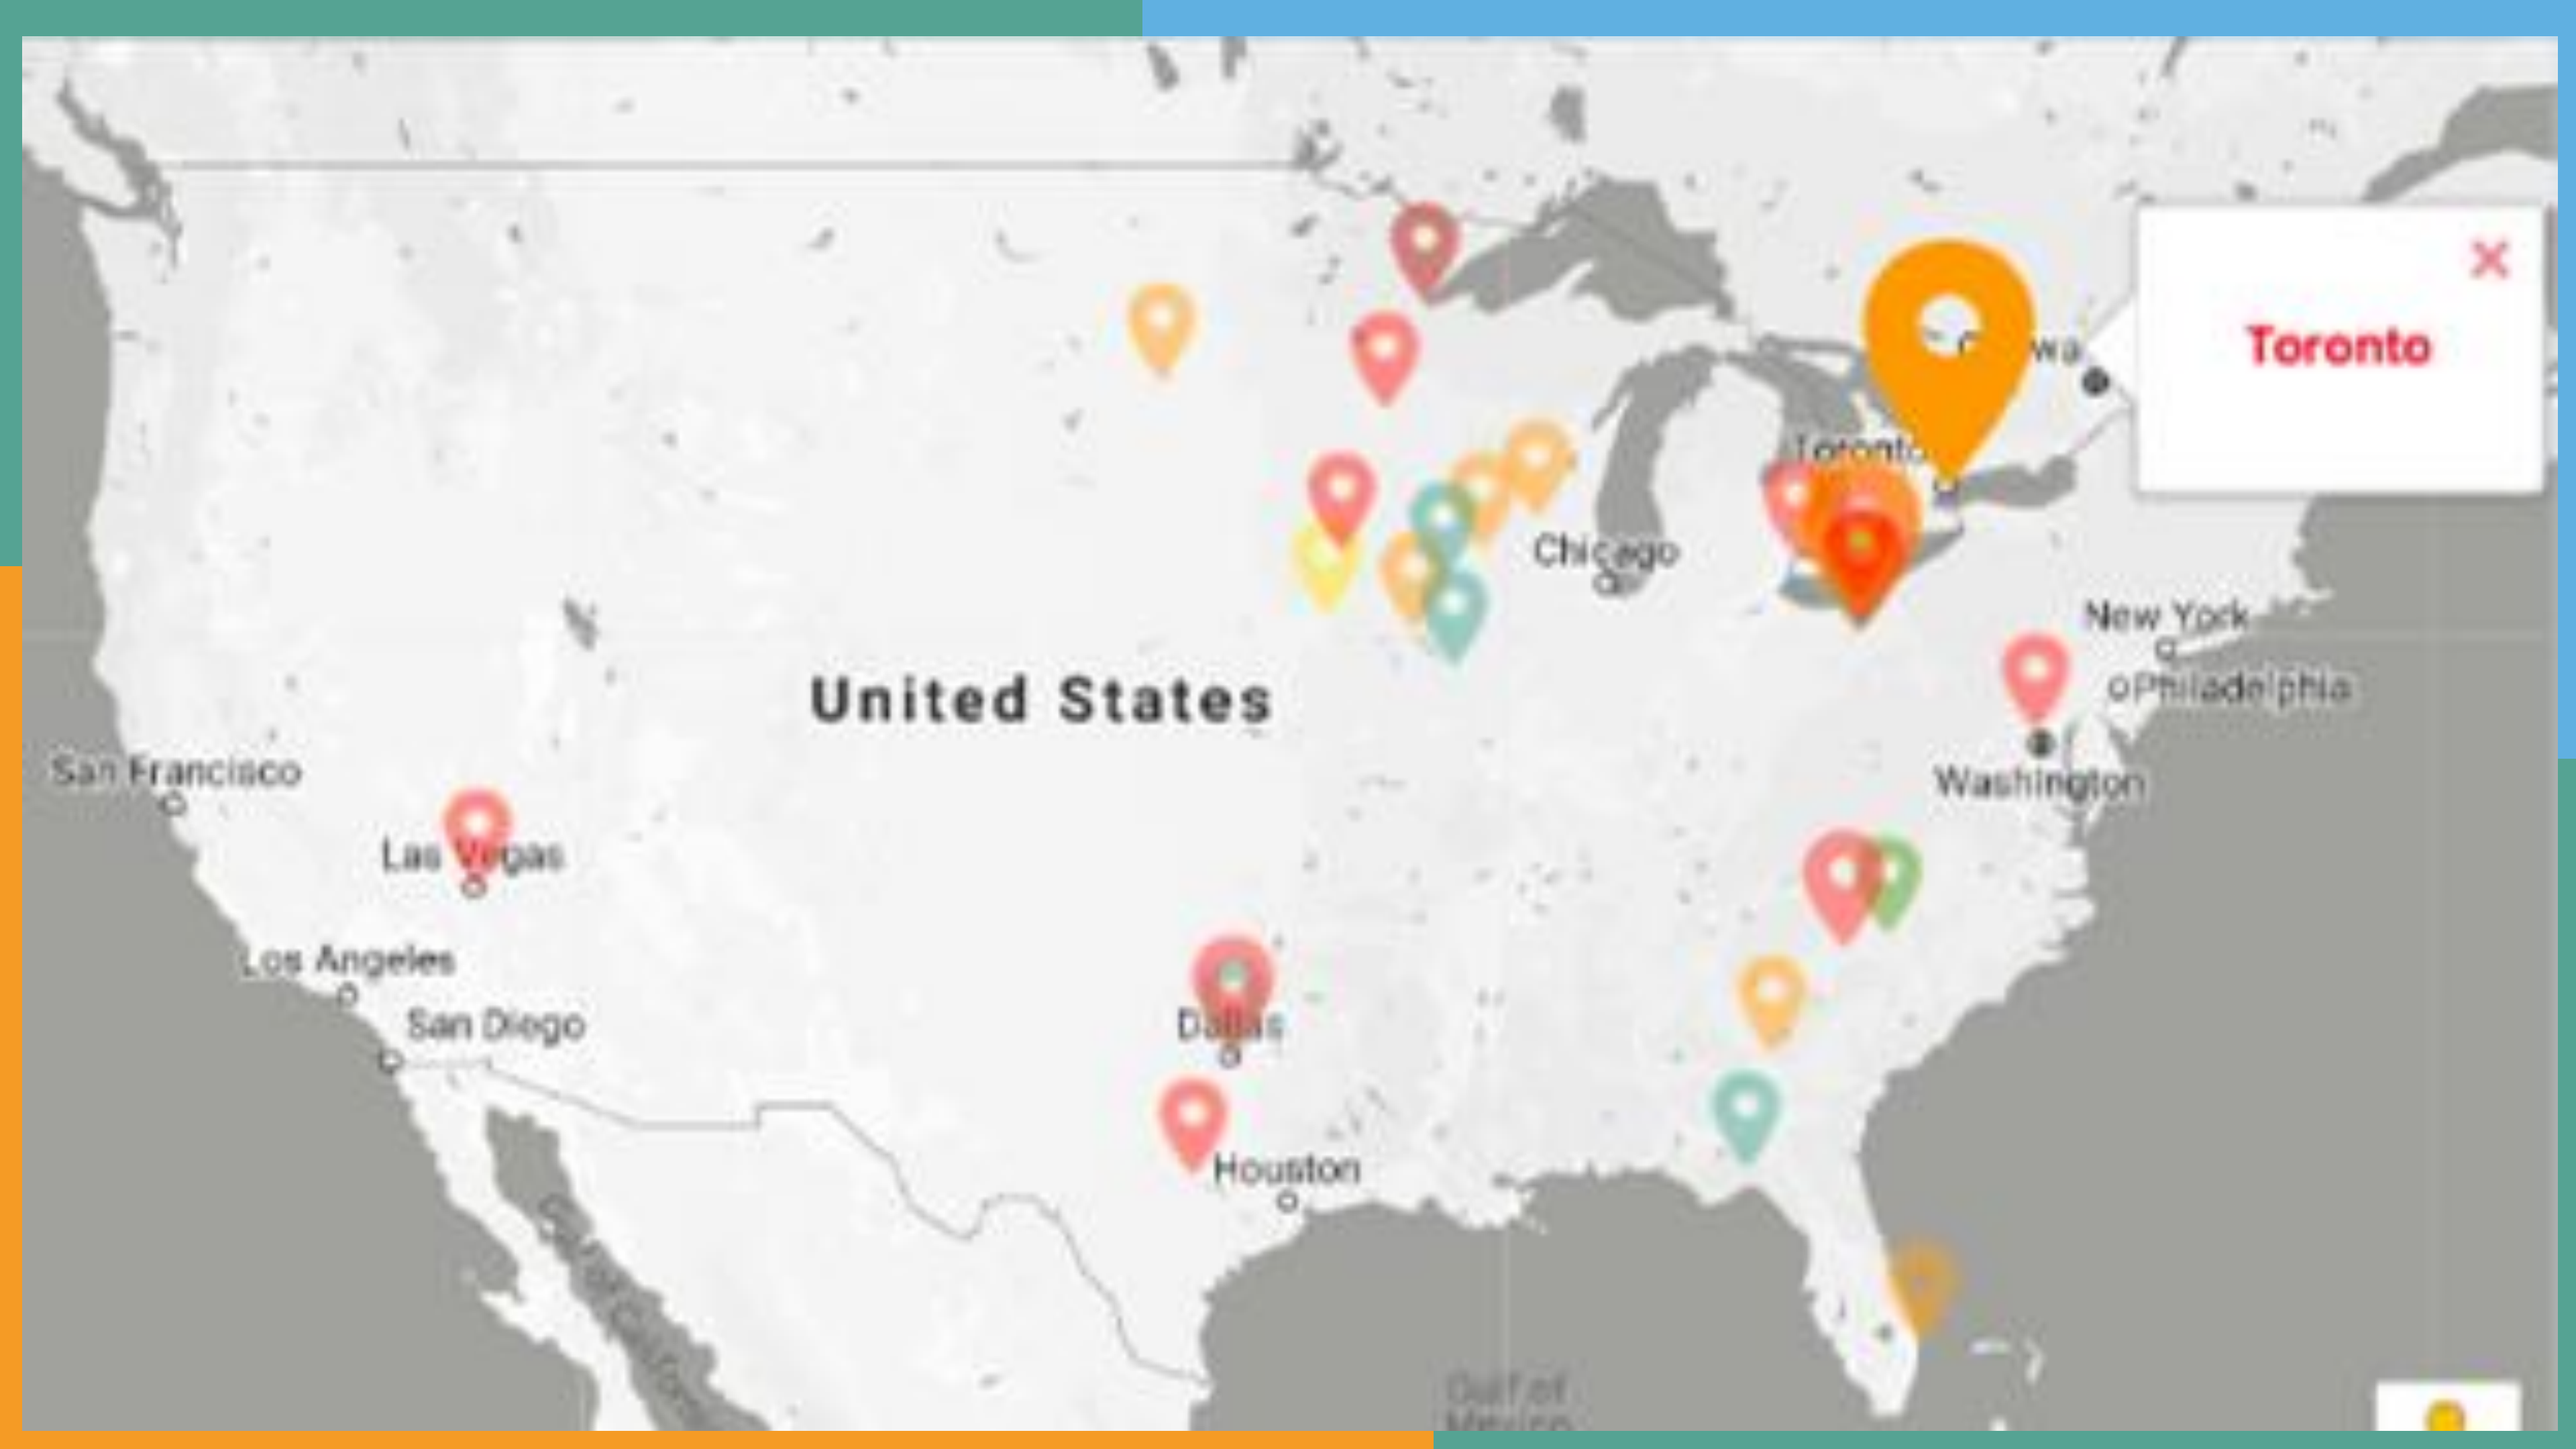 Toronto
Toronto
Chicago
New York
Philadelphia
United States
Washington
San Francisco
Las Vegas
Los Angeles
San Diego
Dallas
Houston
Gulf of
Mexico